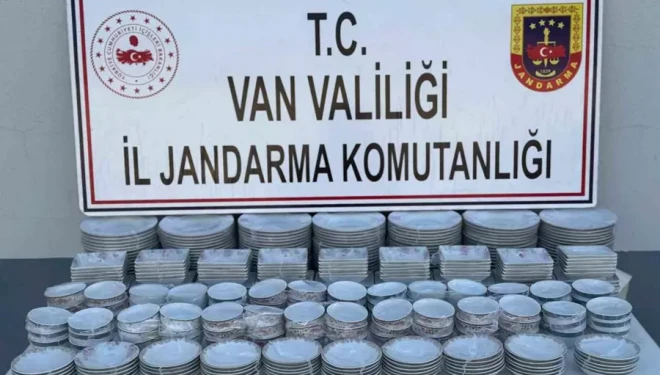 T.C.
VAN VALİLİĞİ
İL JANDARMA KOMUTANLIĞI
JANDARMA